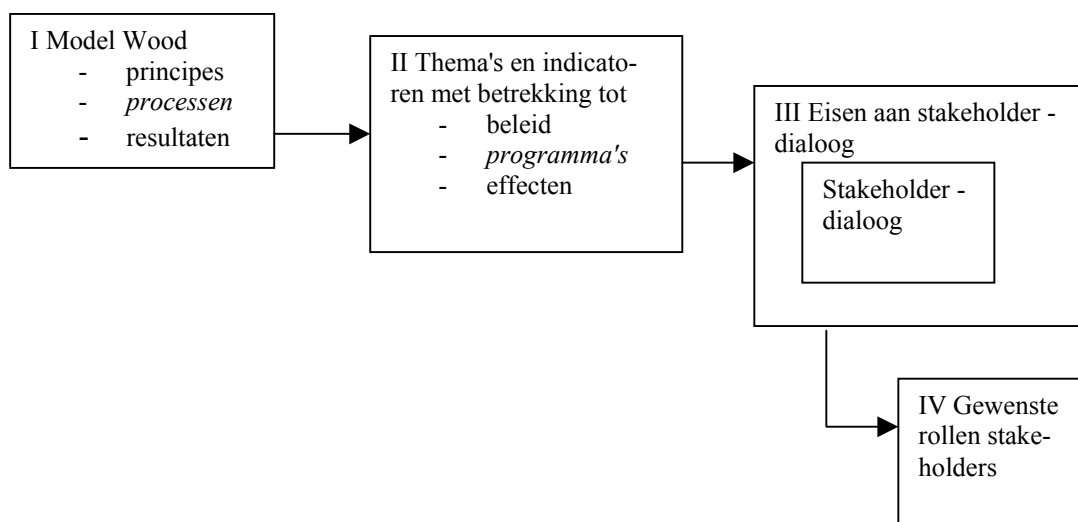 I Model Wood
- principes
- processen
- resultaten
II Thema's en indicato-
ren met betrekking tot
- beleid
- programma's
- effecten
III Eisen aan stakeholder -
dialoog
Stakeholder -
dialoog
IV Gewenste
rollen stake-
holders